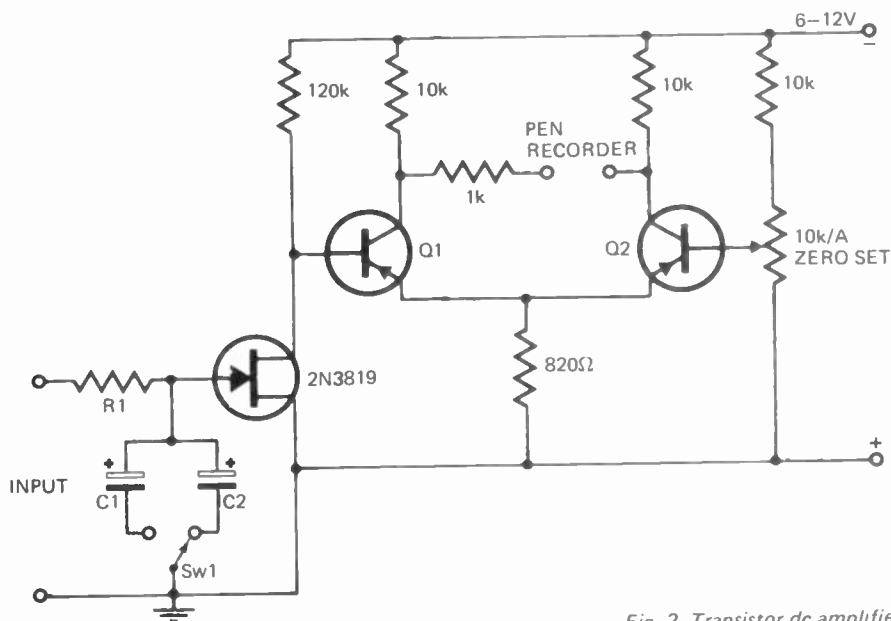 6–12V
–
120k
10k
10k
10k
PEN
RECORDER
1k
Q1
Q2
10k/A
ZERO SET
2N3819
820Ω
R1
+
+
+
INPUT
C1
C2
Sw1
Fig. 2. Transistor dc amplifie